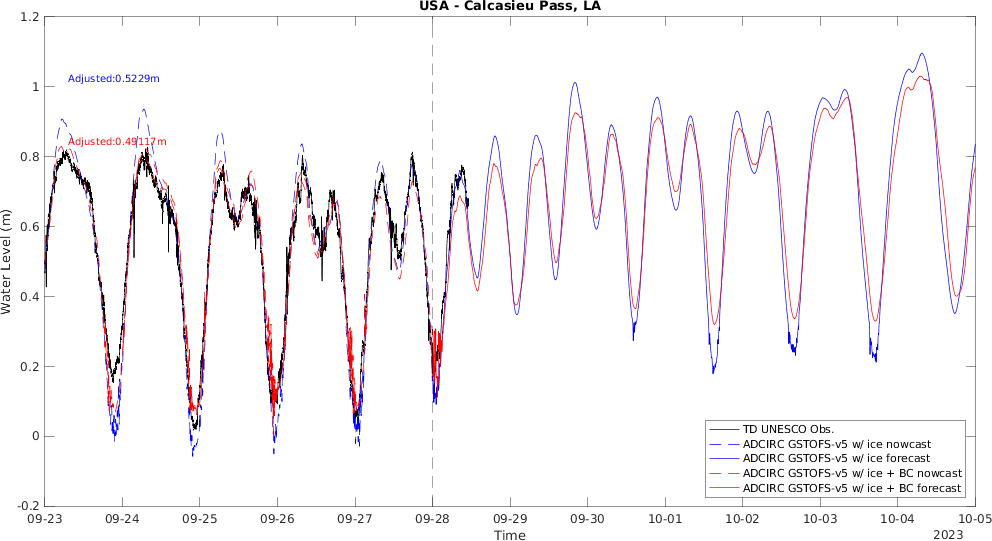 USA - Calcasieu Pass, LA
1.2
1
0.8
0.6
0.4
0.2
0
-0.2
Water Level (m)
Adjusted:0.5229m
Adjusted:0.49117m
TD UNESCO Obs.
ADCIRC GSTOFS-v5 w/ ice nowcast
ADCIRC GSTOFS-v5 w/ ice forecast
ADCIRC GSTOFS-v5 w/ ice + BC nowcast
ADCIRC GSTOFS-v5 w/ ice + BC forecast
09-23 09-24 09-25 09-26 09-27 09-28 09-29 09-30 10-01 10-02 10-03 10-04 10-05
Time
2023